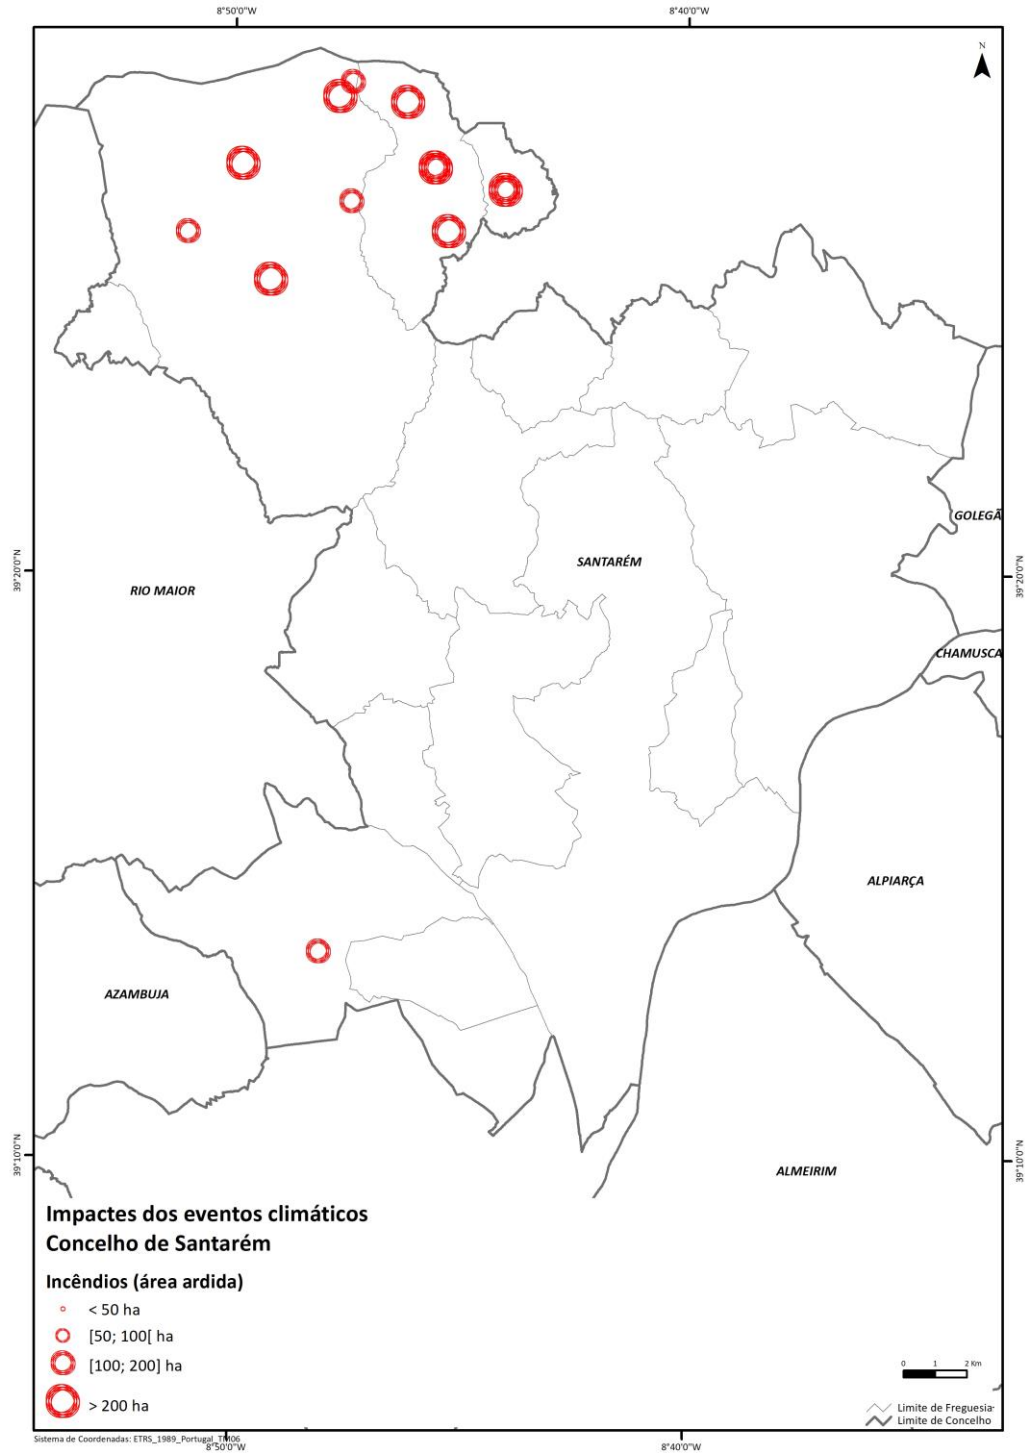 8°50'0"W
8°40'0"W
N
GOLEGÃ
39°20'0"N
SANTARÉM
39°20'0"N
RIO MAIOR
CHAMUSCA
ALPIARÇA
AZAMBUJA
39°10'0"N
39°10'0"N
ALMEIRIM
Impactes dos eventos climáticos
Concelho de Santarém
Incêndios (área ardida)
< 50 ha
[50; 100[ ha
[100; 200] ha
> 200 ha
0 1 2 Km
Limite de Freguesia
Limite de Concelho
Sistema de Coordenadas: ETRS_1989_Portugal_TM06
8°50'0"W
8°40'0"W